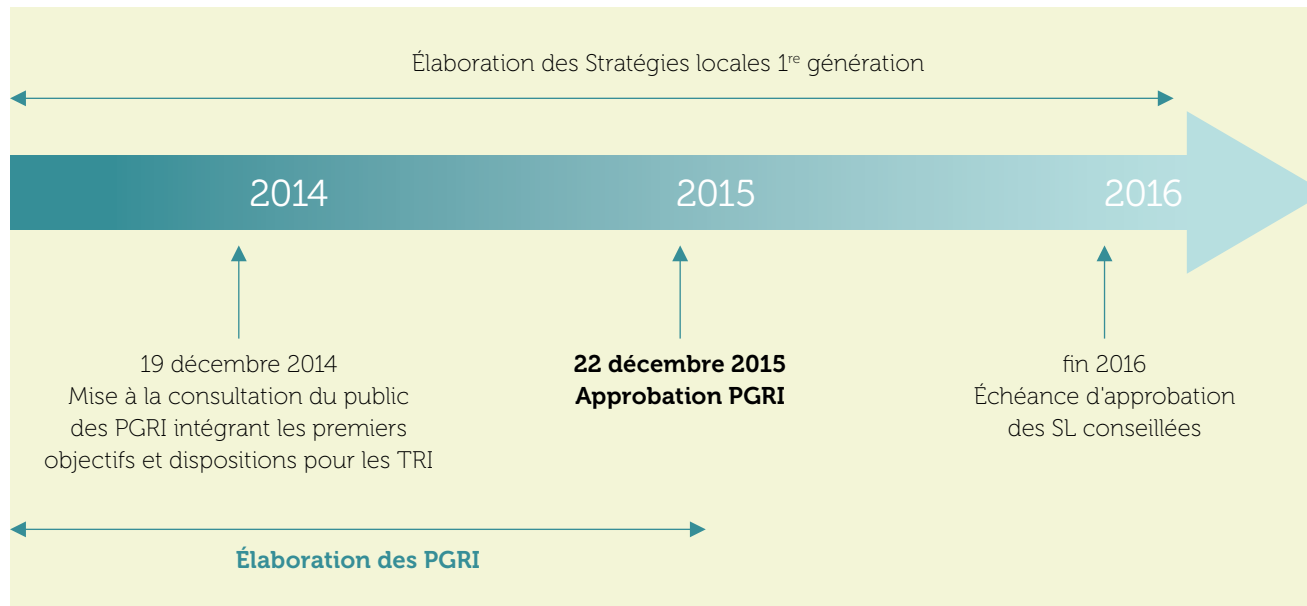 Élaboration des Stratégies locales 1re génération
2014
2015
2016
19 décembre 2014
Mise à la consultation du public
des PGRI intégrant les premiers
objectifs et dispositions pour les TRI
22 décembre 2015
Approbation PGRI
fin 2016
Échéance d'approbation
des SL conseillées
Élaboration des PGRI